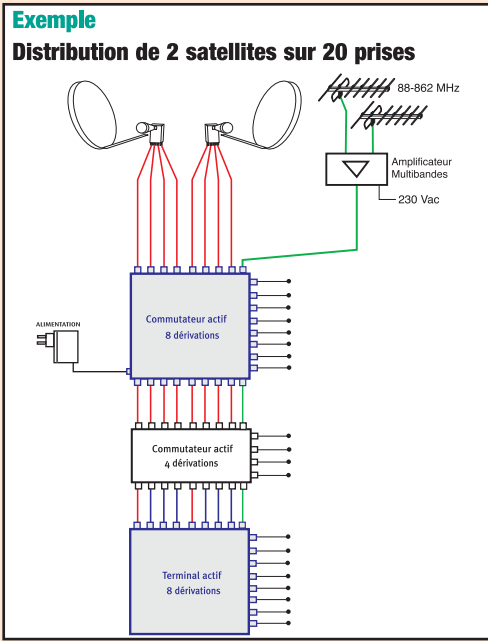 Exemple
Distribution de 2 satellites sur 20 prises
88-862 MHz
Amplificateur
Multibandes
230 Vac
Commutateur actif
8 dérivations
ALIMENTATION
Commutateur actif
4 dérivations
Terminal actif
8 dérivations